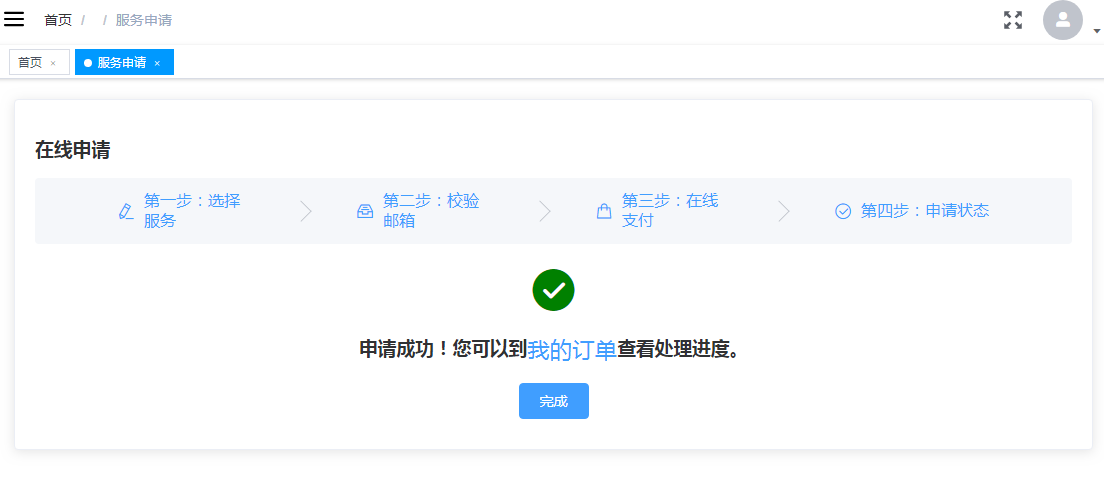 首页 / / 服务申请
首页 × 服务申请 ×
在线申请
第一步：选择
服务
第二步：校验
邮箱
第三步：在线
支付
第四步：申请状态
申请成功！您可以到我的订单查看处理进度。
完成